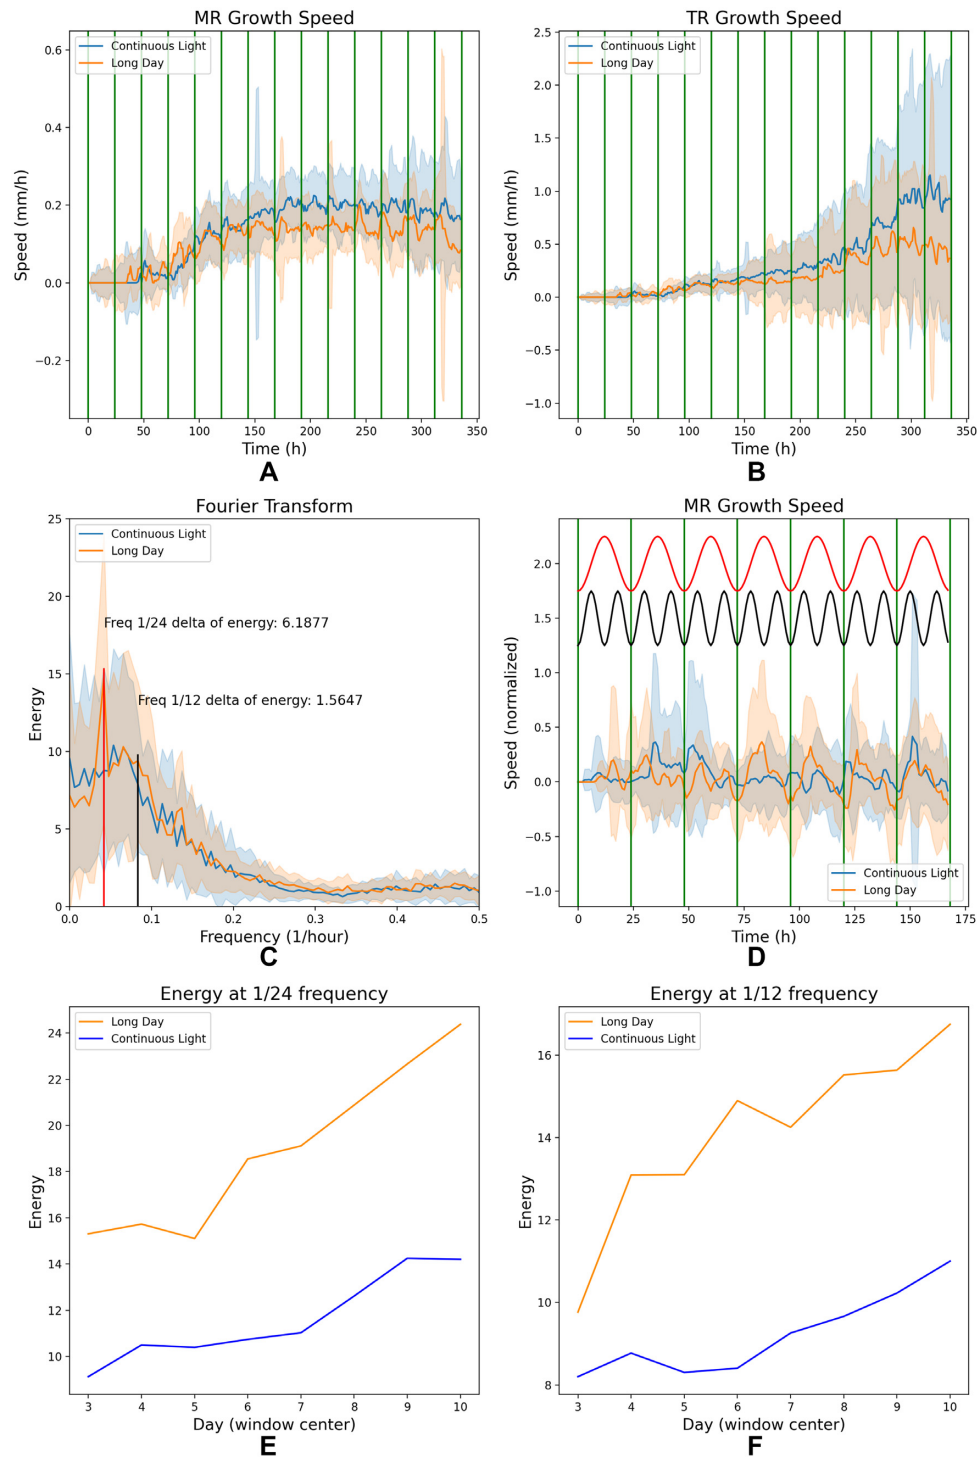 MR Growth Speed
Continuous Light
Long Day
0.6
0.4
0.2
0.0
−0.2
Speed (mm/h)
0 50 100 150 200 250 300 350
Time (h)
A
TR Growth Speed
Continuous Light
Long Day
2.5
2.0
1.5
1.0
0.5
0.0
−0.5
−1.0
Speed (mm/h)
0 50 100 150 200 250 300 350
Time (h)
B
Fourier Transform
Continuous Light
Long Day
Freq 1/24 delta of energy: 6.1877
Freq 1/12 delta of energy: 1.5647
25
20
15
10
5
0
Energy
0.0 0.1 0.2 0.3 0.4 0.5
Frequency (1/hour)
C
MR Growth Speed
2.0
1.5
1.0
0.5
0.0
−0.5
−1.0
Speed (normalized)
Continuous Light
Long Day
0 25 50 75 100 125 150 175
Time (h)
D
Energy at 1/24 frequency
Long Day
Continuous Light
24
22
20
18
16
14
12
10
Energy
3 4 5 6 7 8 9 10
Day (window center)
E
Energy at 1/12 frequency
Long Day
Continuous Light
16
14
12
10
8
Energy
3 4 5 6 7 8 9 10
Day (window center)
F